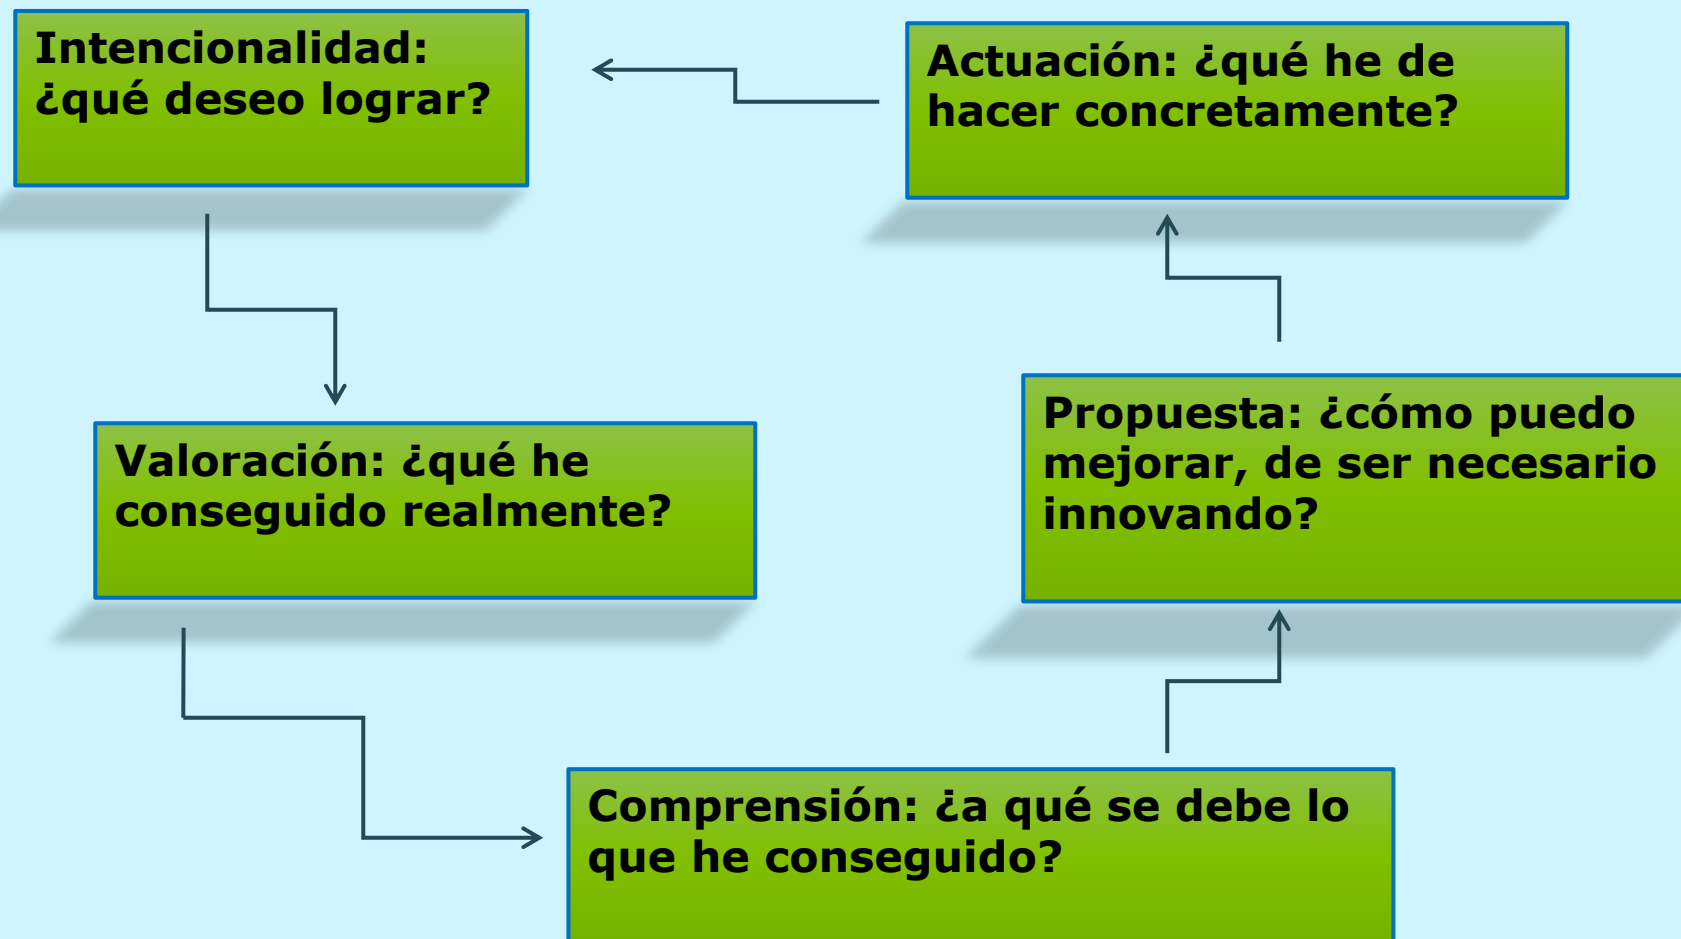 Intencionalidad:
¿qué deseo lograr?
Actuación: ¿qué he de
hacer concretamente?
Valoración: ¿qué he
conseguido realmente?
Propuesta: ¿cómo puedo
mejorar, de ser necesario
innovando?
Comprensión: ¿a qué se debe lo
que he conseguido?